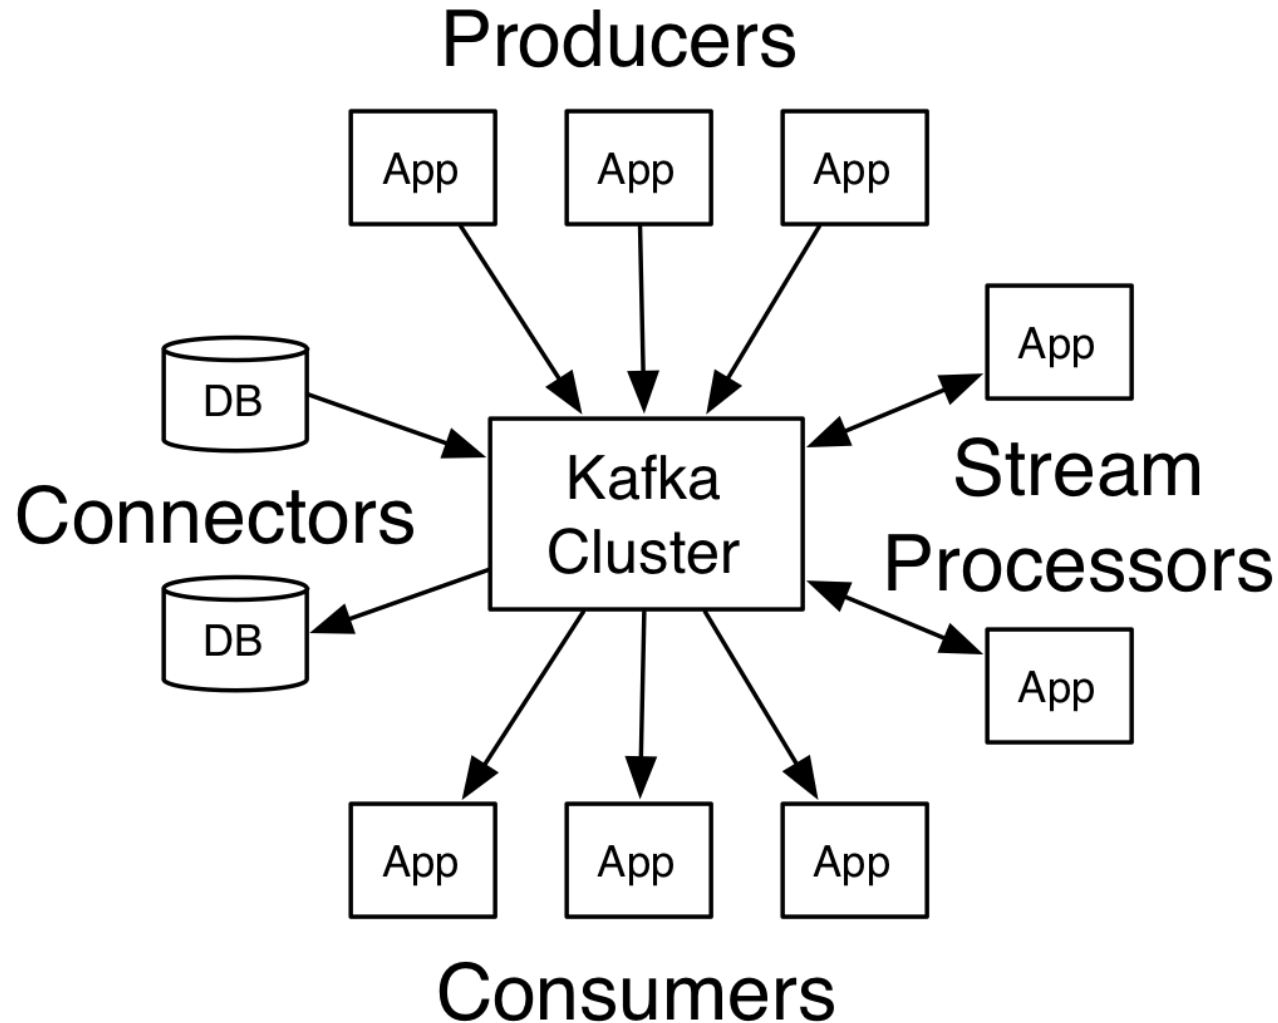 Producers
App
App
App
App
DB
Kafka
Cluster
Stream
Processors
Connectors
DB
App
App
App
App
Consumers